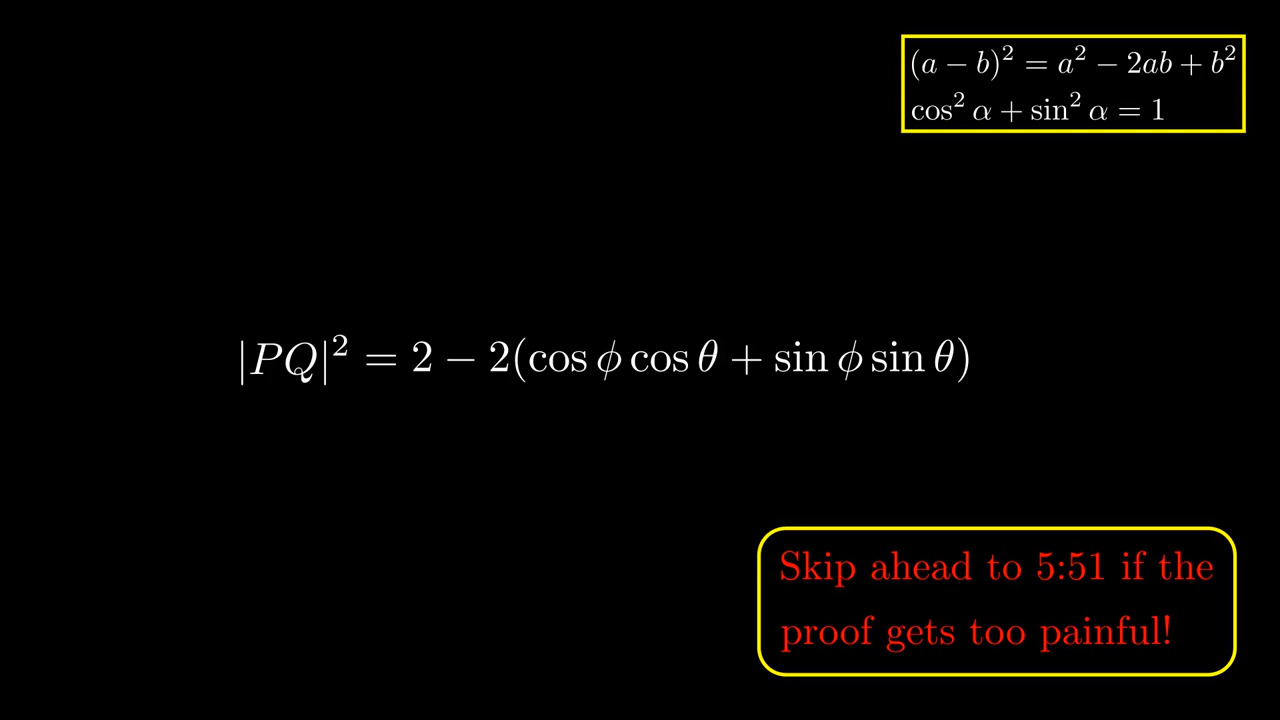 (a − b)² = a² − 2ab + b²
cos² α + sin² α = 1
|PQ|² = 2 − 2(cos ϕ cos θ + sin ϕ sin θ)
Skip ahead to 5:51 if the
proof gets too painful!